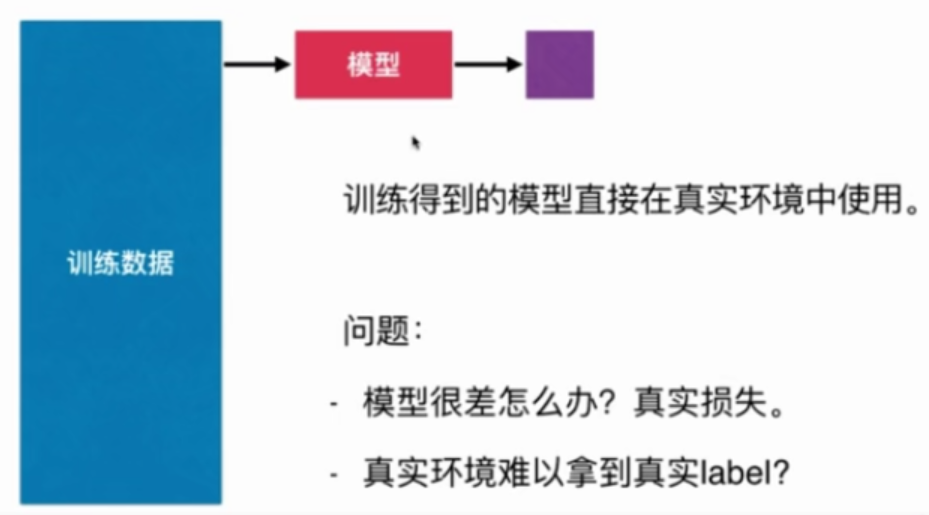 模型
训练得到的模型直接在真实环境中使用。
训练数据
问题：
- 模型很差怎么办？真实损失。
- 真实环境难以拿到真实label?